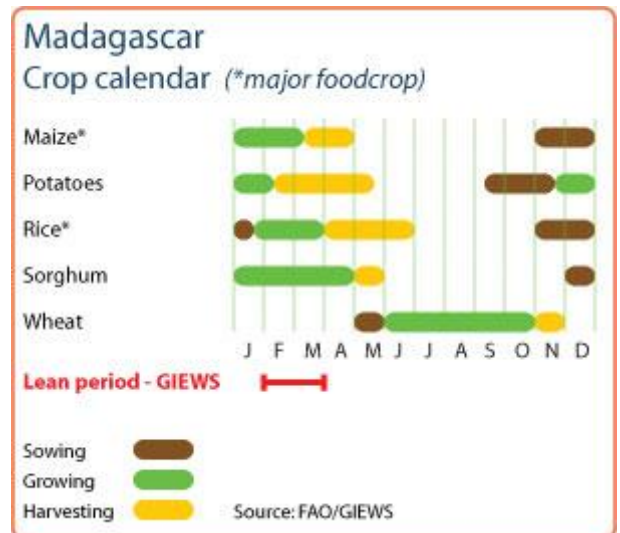 Madagascar
Crop calendar (*major foodcrop)
Maize*
Potatoes
Rice*
Sorghum
Wheat
J F M A M J J A S O N D
Lean period - GIEWS
Sowing
Growing
Harvesting Source: FAO/GIEWS